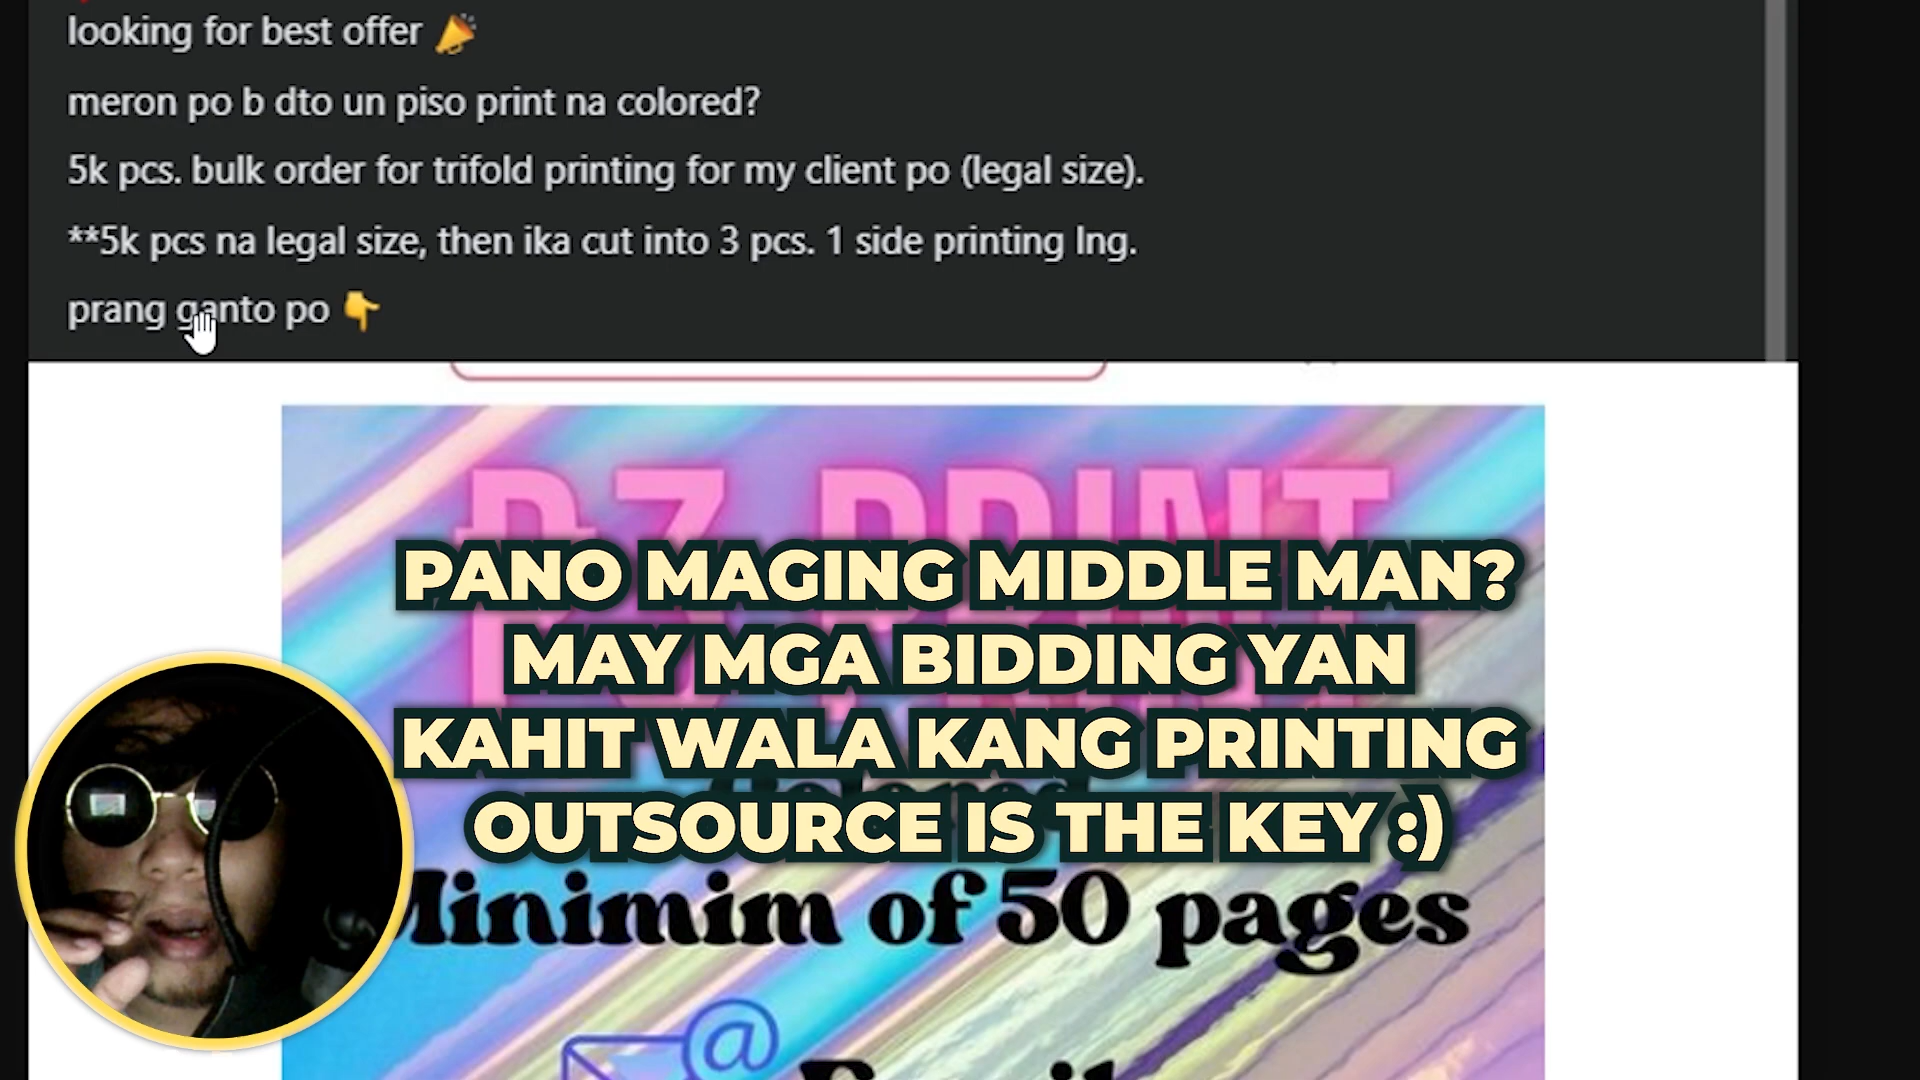 looking for best offer
meron po b dto un piso print na colored?
5k pcs. bulk order for trifold printing for my client po (legal size).
**5k pcs na legal size, then ika cut into 3 pcs. 1 side printing lng.
prang ganto po
PRINT
PANO MAGING MIDDLE MAN?
MAY MGA BIDDING YAN
KAHIT WALA KANG PRINTING
OUTSOURCE IS THE KEY :)
Minimim of 50 pages
@